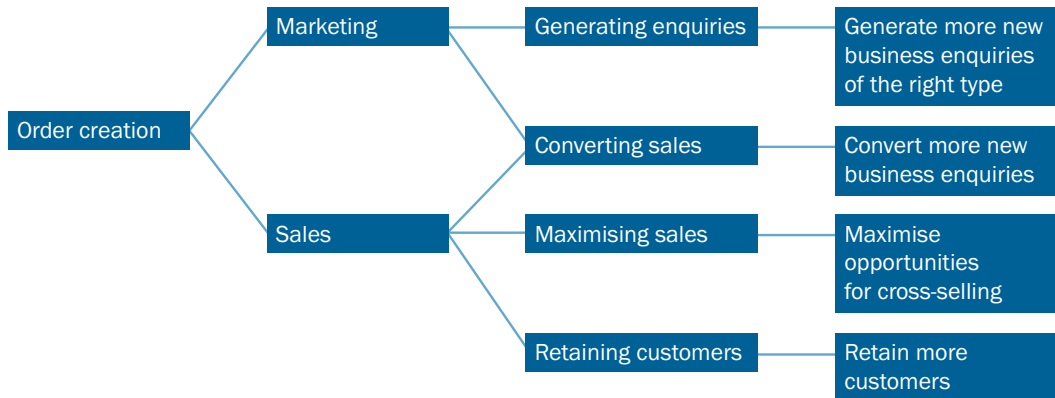 Order creation
Marketing
Sales
Generating enquiries
Converting sales
Maximising sales
Retaining customers
Generate more new
business enquiries
of the right type
Convert more new
business enquiries
Maximise
opportunities
for cross-selling
Retain more
customers